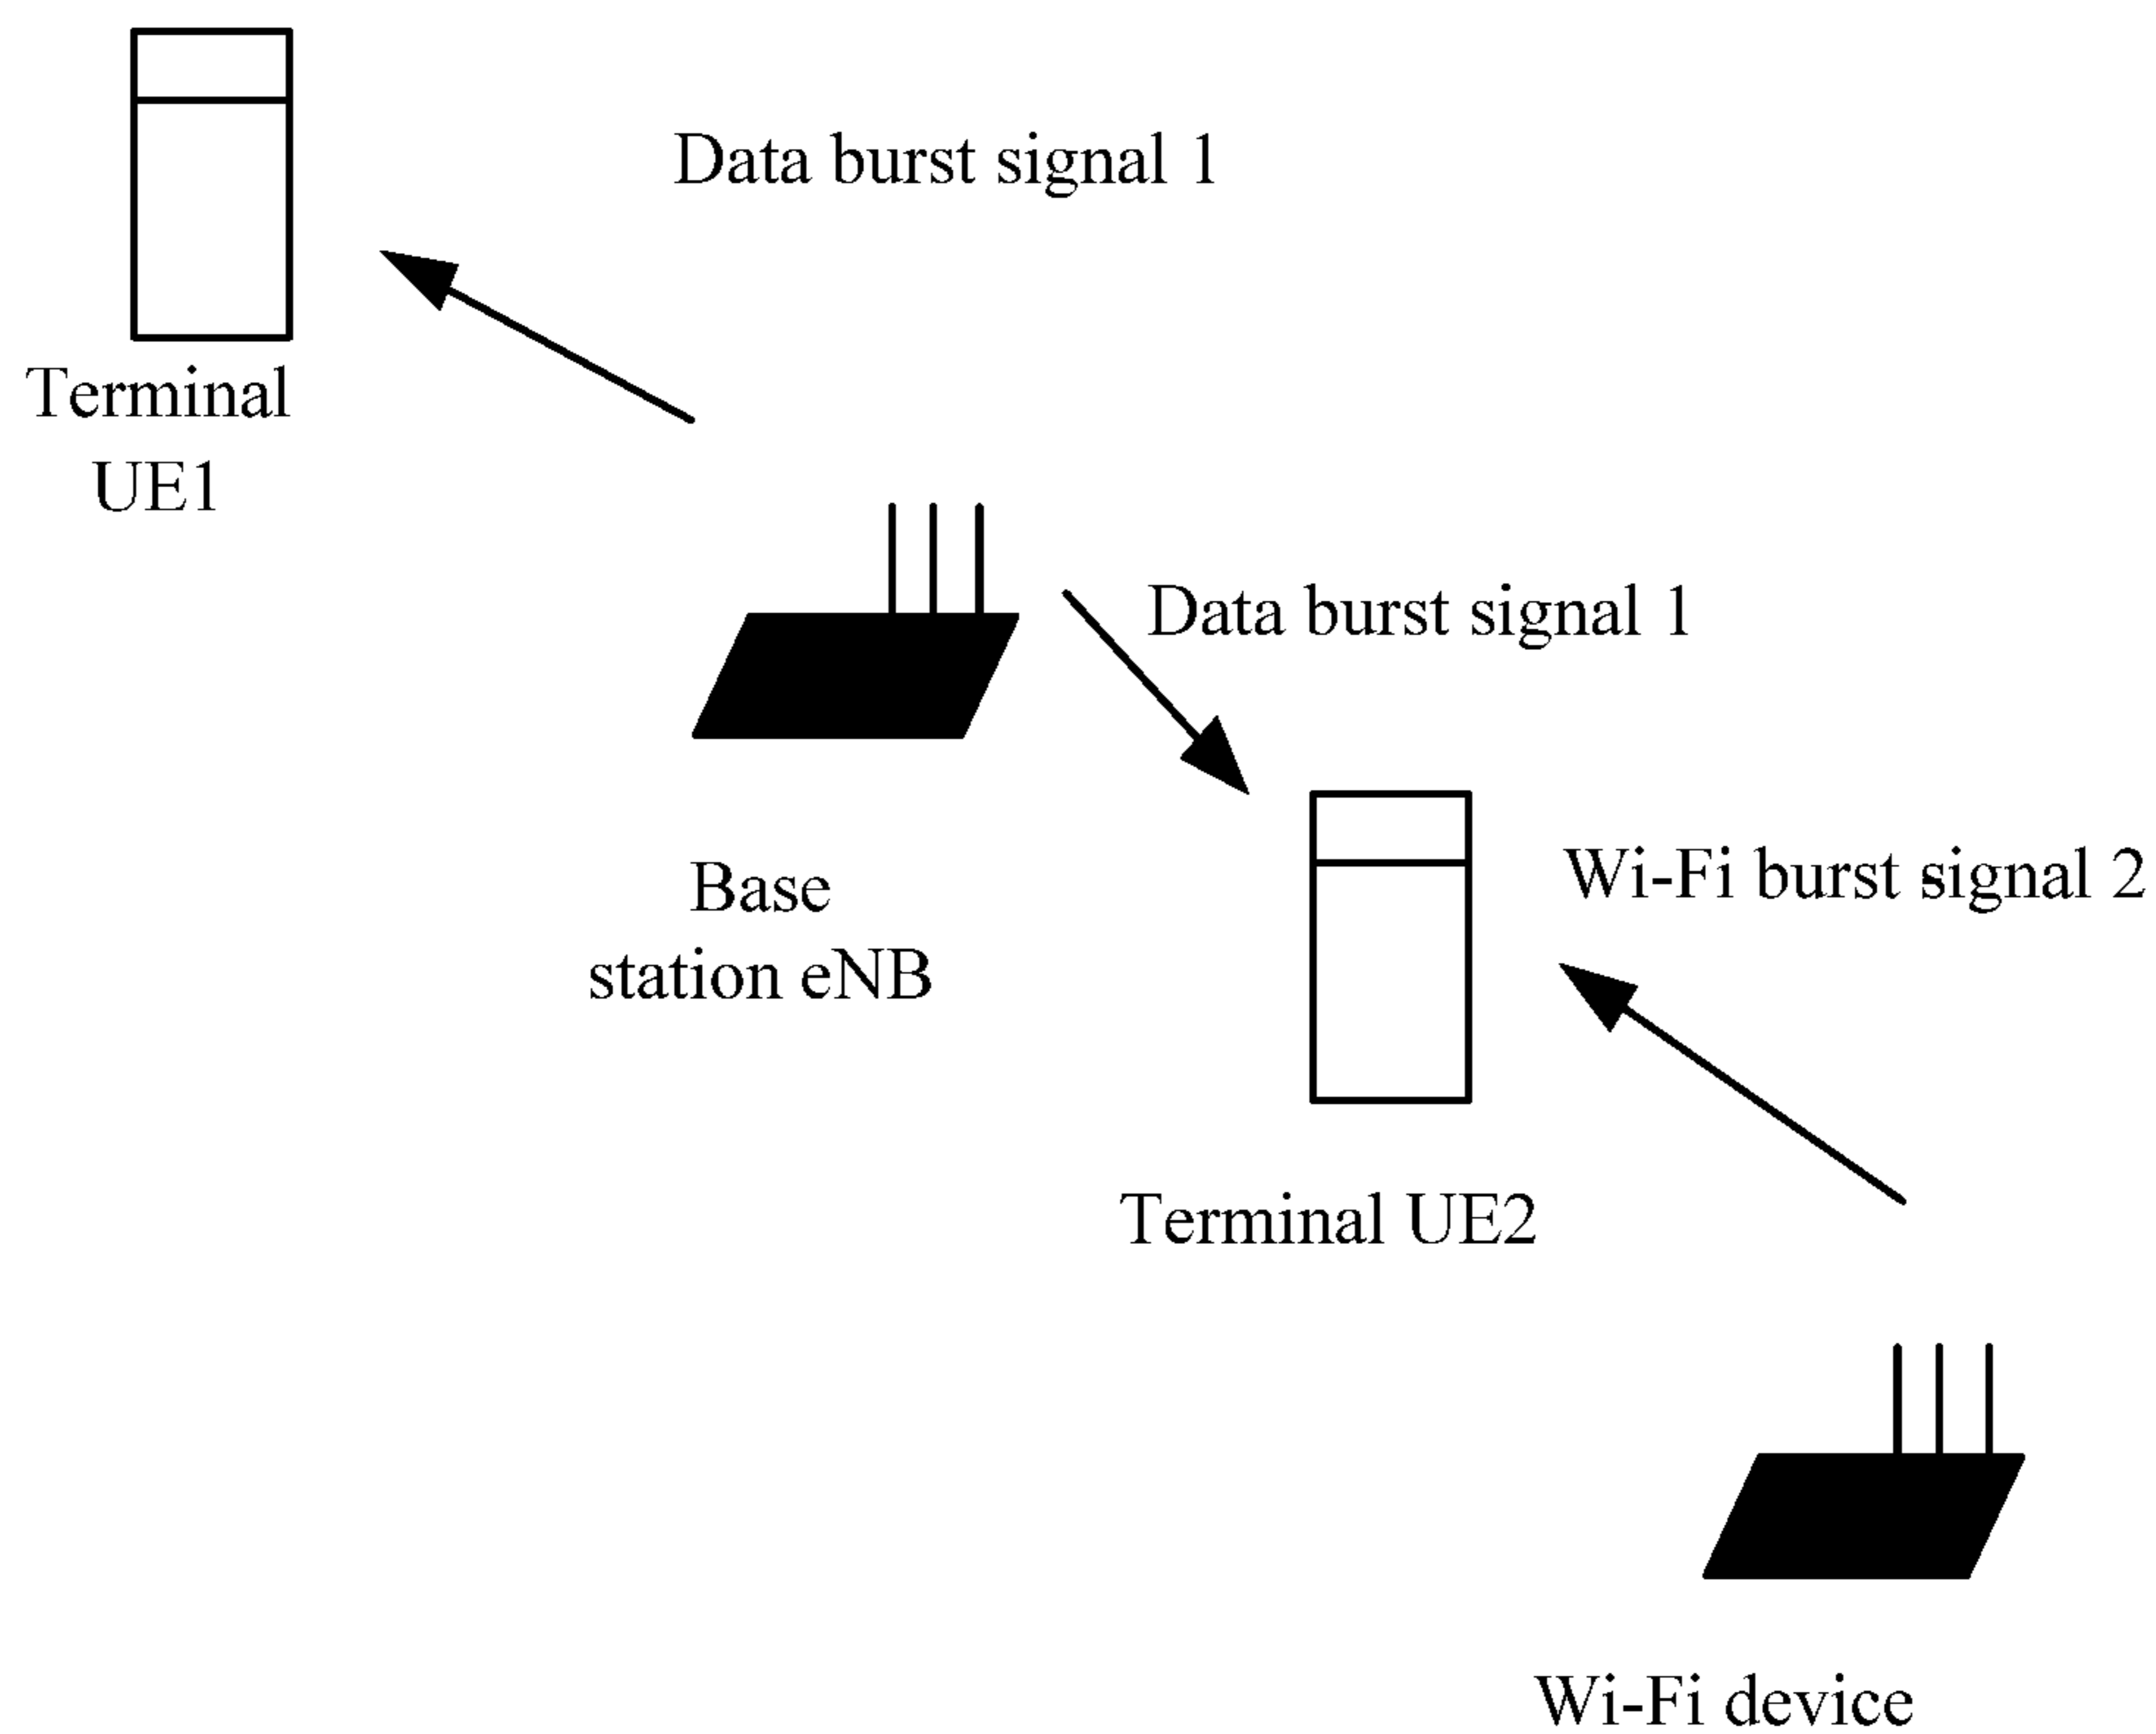 Data burst signal 1
Terminal
UE1
Data burst signal 1
Base
station eNB
Wi-Fi burst signal 2
Terminal UE2
Wi-Fi device